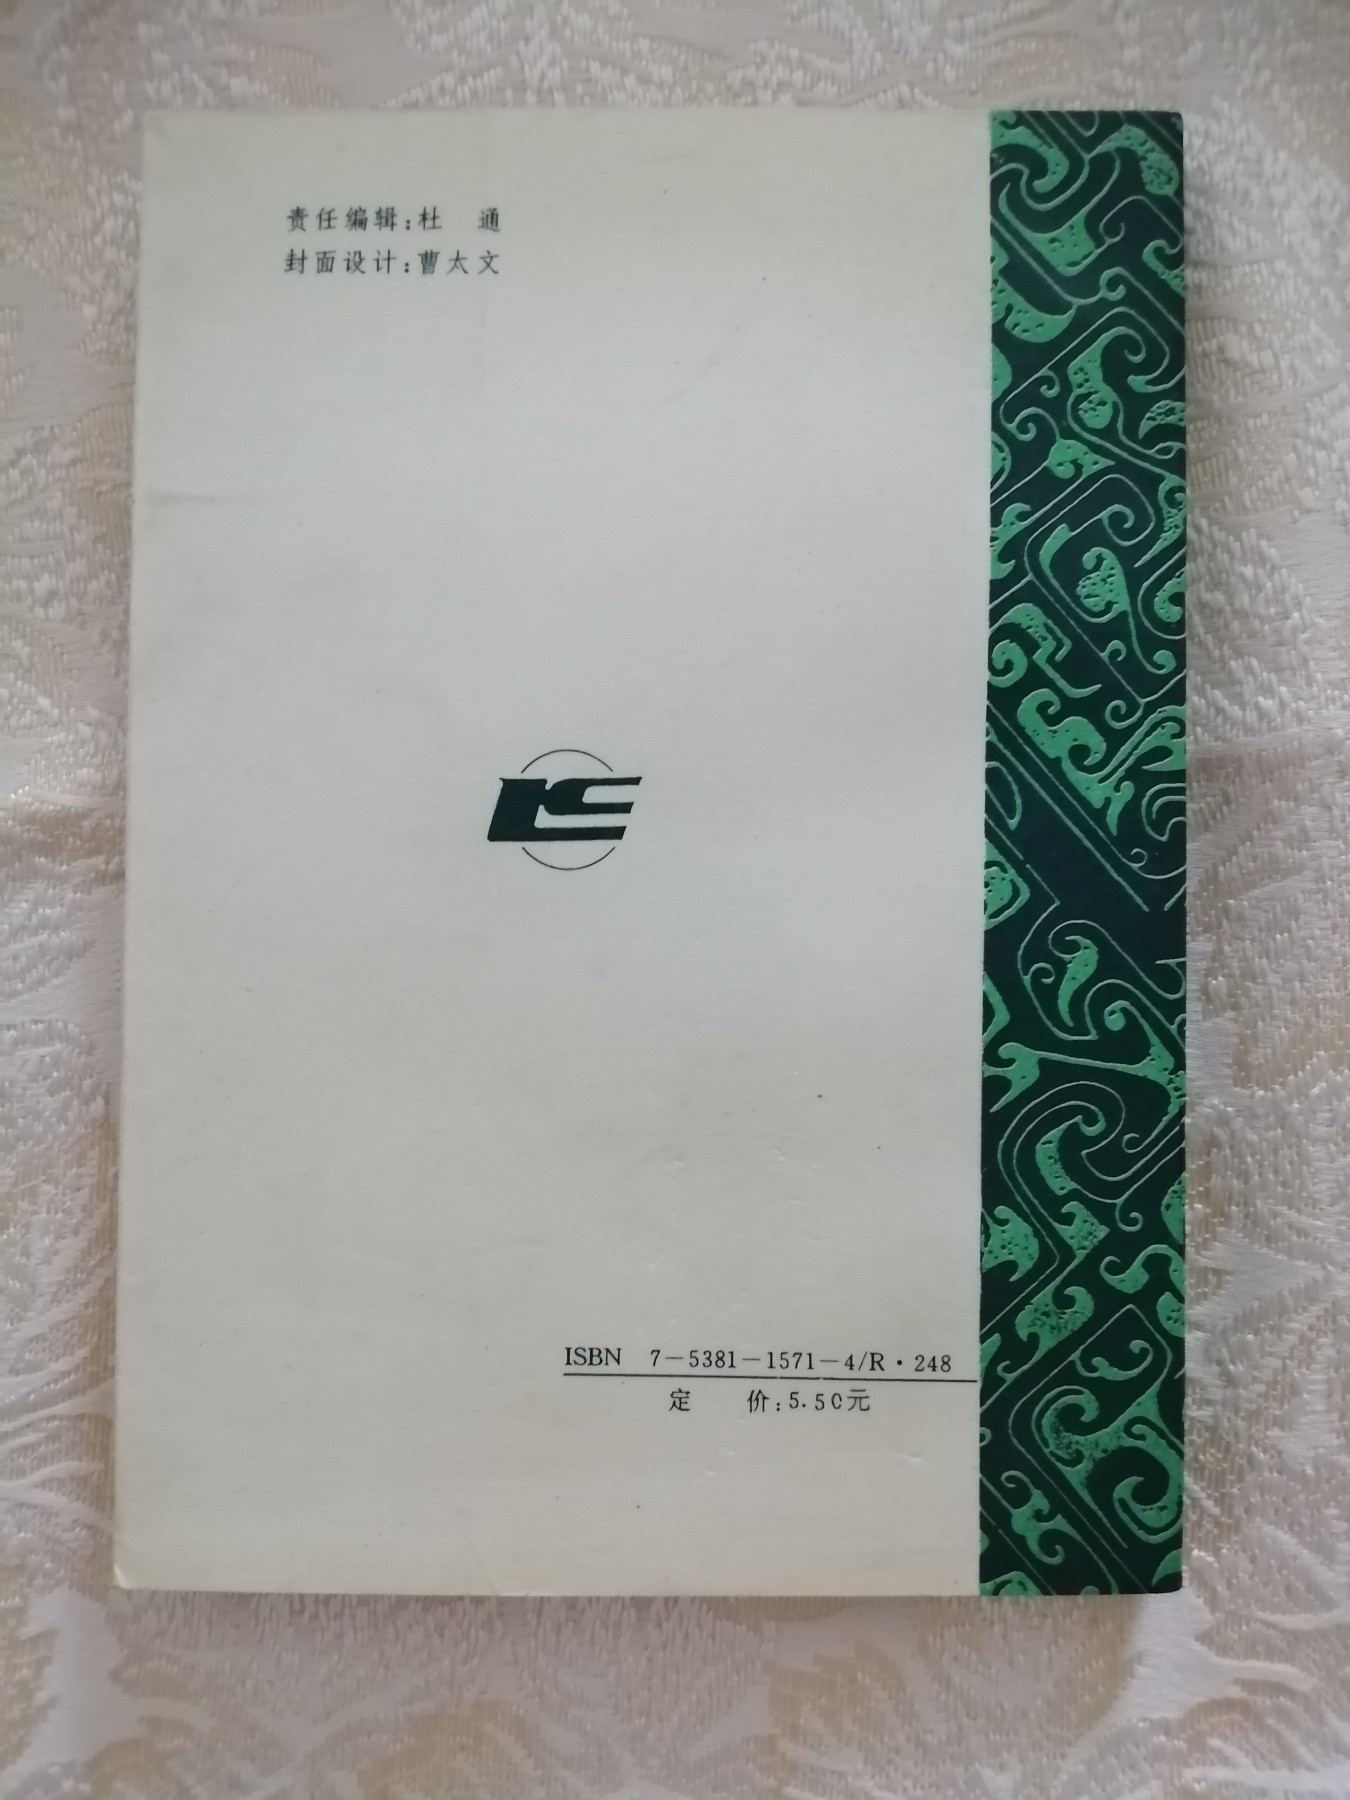 责任编辑:杜　通
封面设计:曹太文
ISBN 7-5381-1571-4/R·248
定　价:5.50元